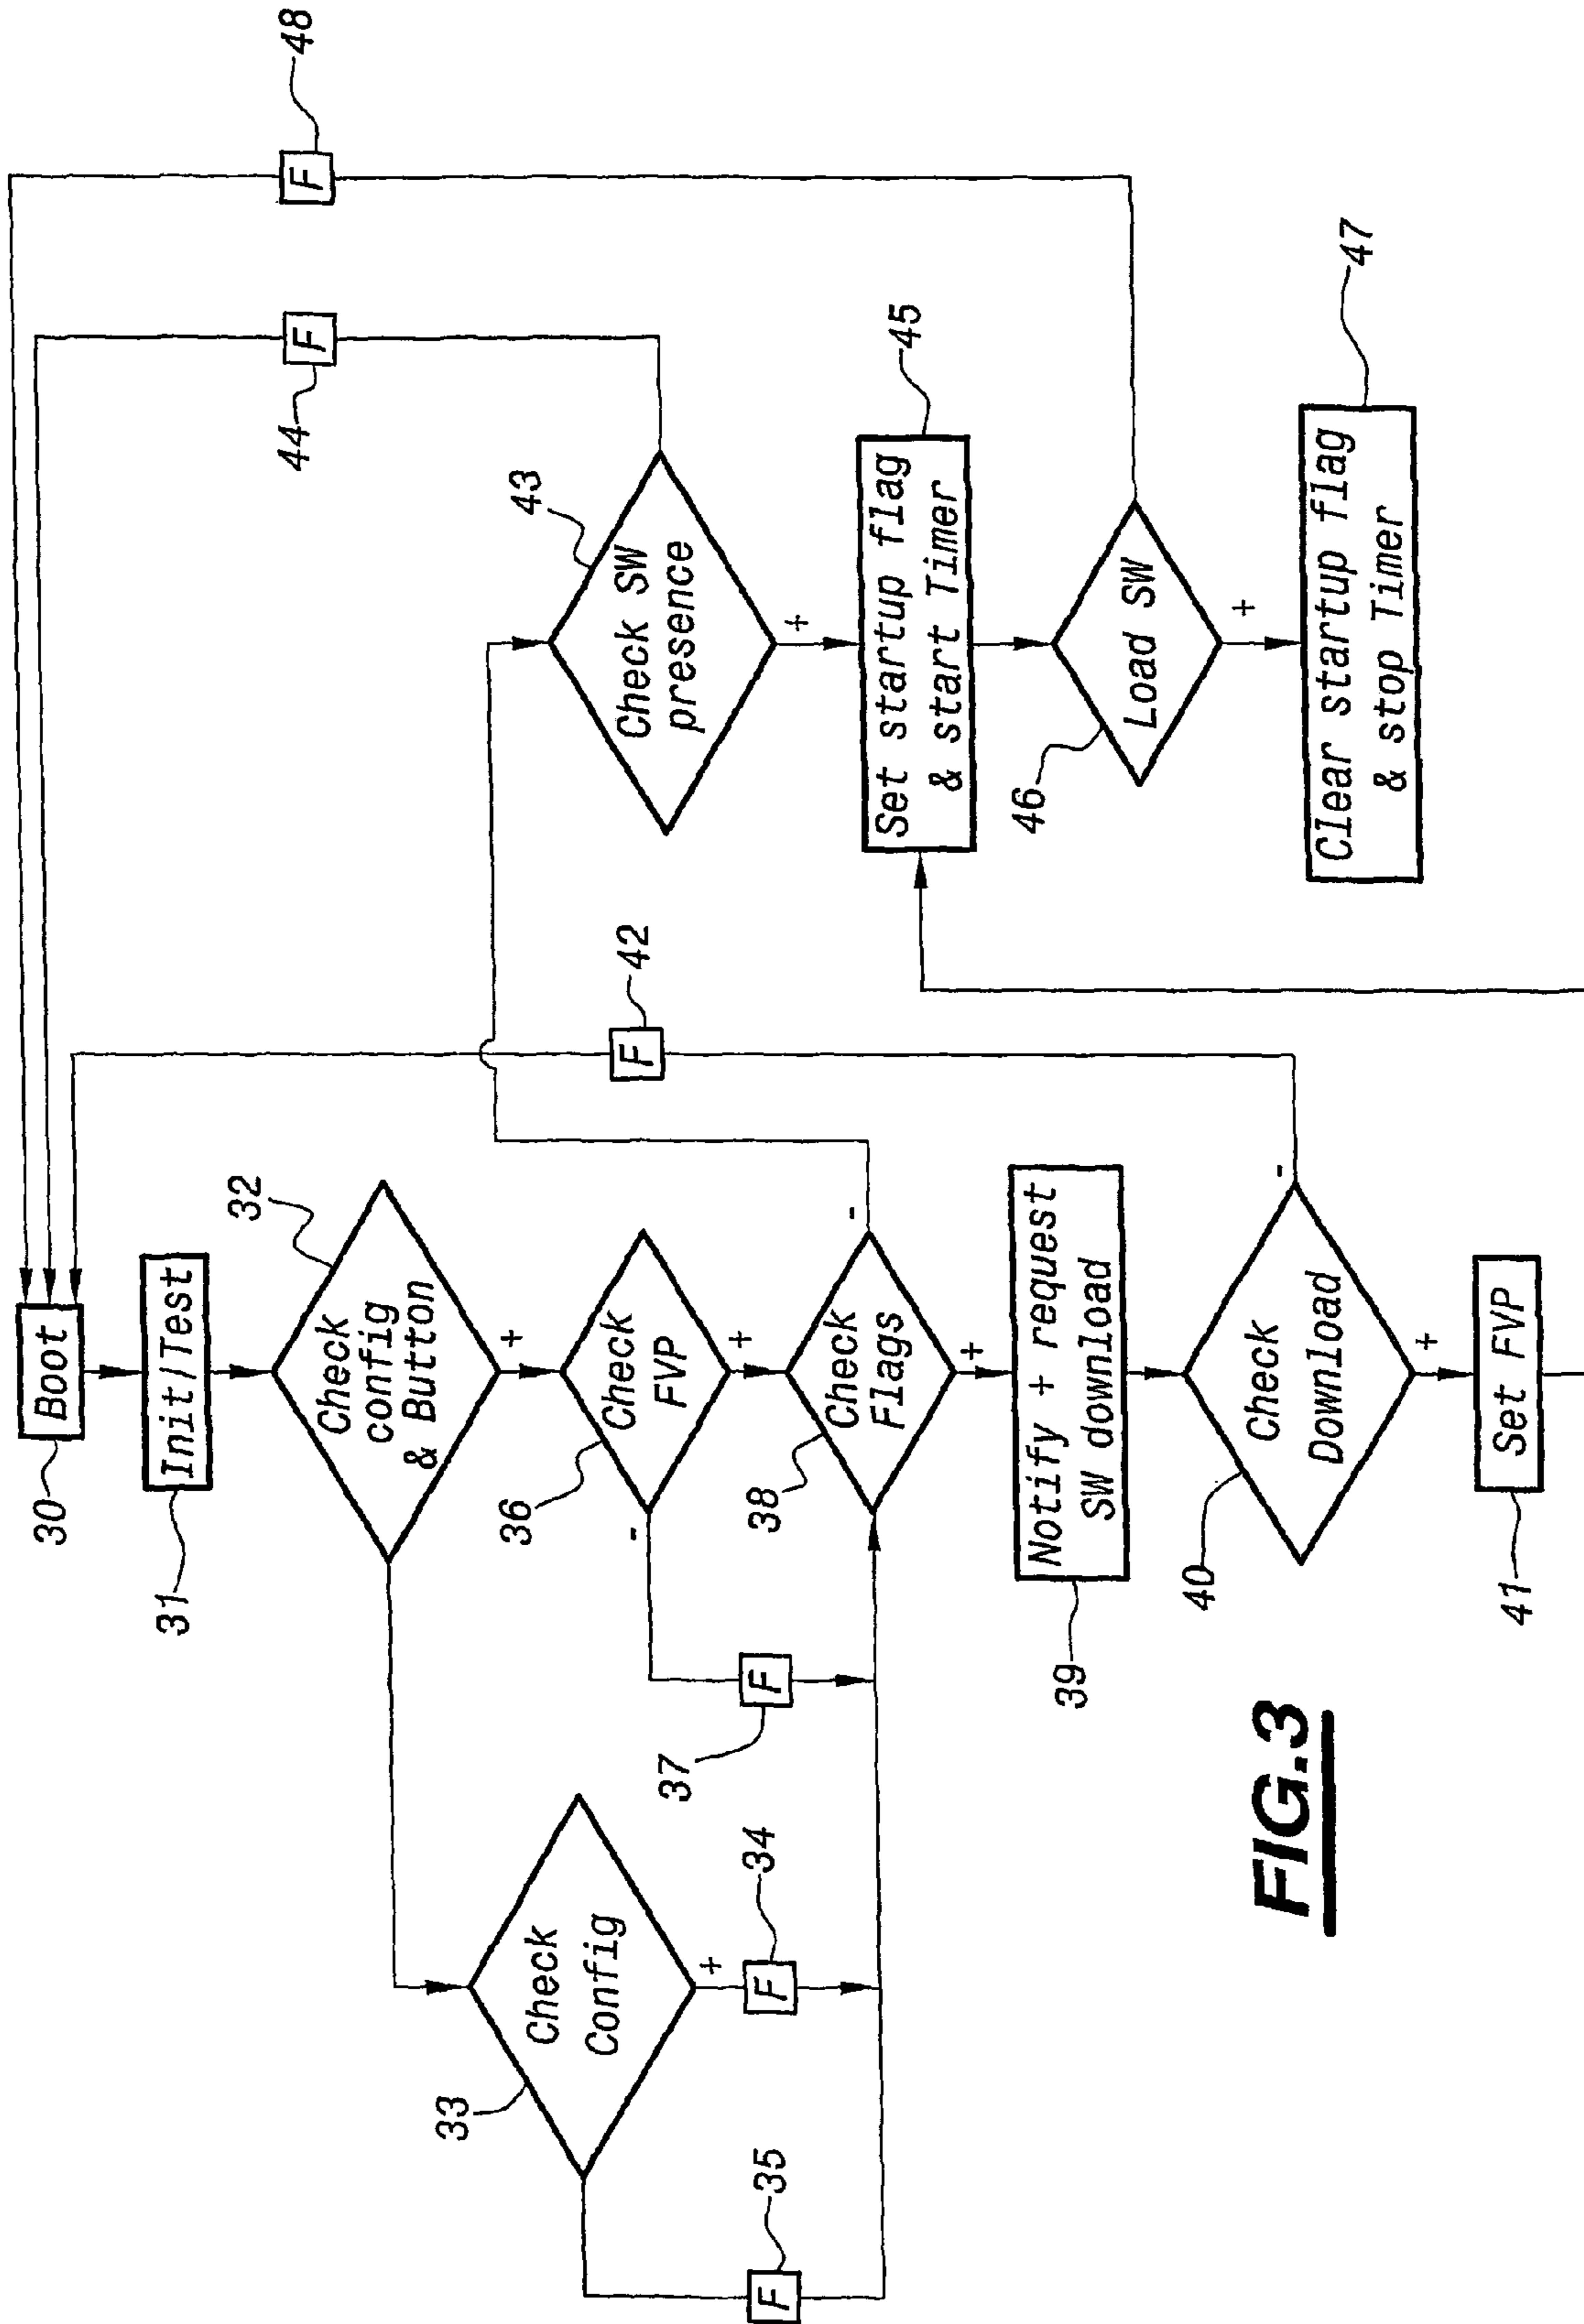 Boot
30
Init/Test
31
Check
config
& Button
32
+
Check
Config
33
+
F
34
F
35
Check
FVP
36
-
+
F
37
Check
Flags
38
-
+
Notify + request
SW download
39
Check
Download
40
-
+
Set FVP
41
F
42
Check SW
presence
43
+
F
44
Set startup flag
& start Timer
45
Load SW
46
+
Clear startup flag
& stop Timer
47
F
48
FIG.3